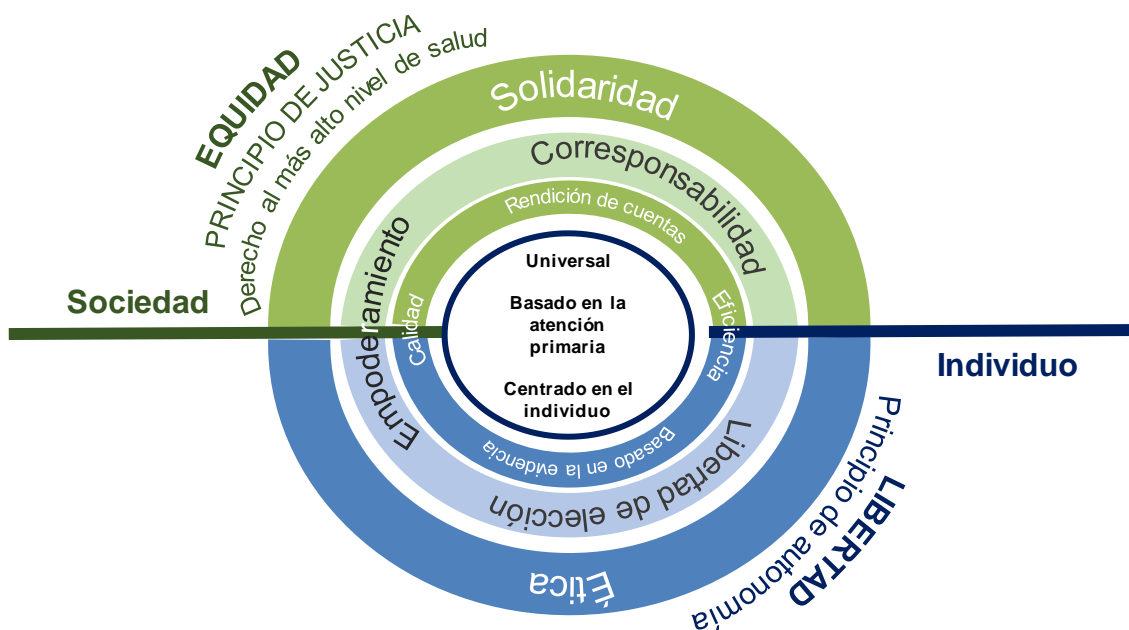 EQUIDAD
PRINCIPIO DE JUSTICIA
Derecho al más alto nivel de salud
Solidaridad
Corresponsabilidad
Empoderamiento
Rendición de cuentas
Calidad
Eficiencia
Universal
Basado en la
atención
primaria
Centrado en el
individuo
Sociedad
Individuo
Basado en la evidencia
Libertad de elección
Ética
LIBERTAD
Principio de autonomía